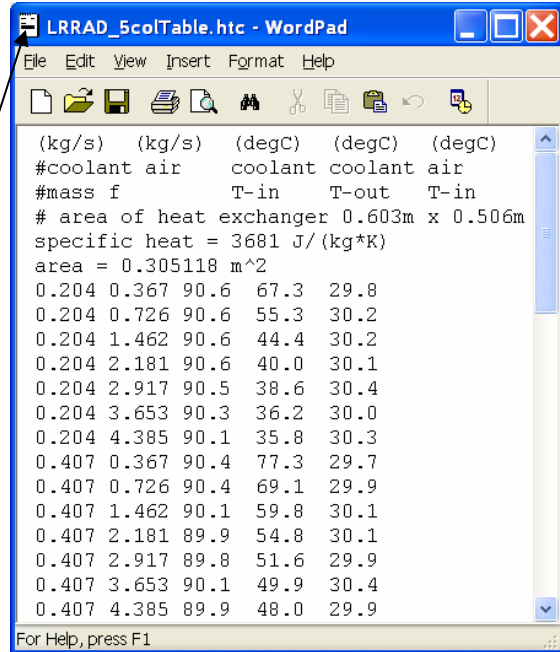 LRRAD_5colTable.htc - WordPad
File Edit View Insert Format Help
(kg/s) (kg/s) (degC) (degC) (degC)
#coolant air coolant coolant air
#mass f T-in T-out T-in
# area of heat exchanger 0.603m x 0.506m
specific heat = 3681 J/(kg*K)
area = 0.305118 m^2
0.204 0.367 90.6 67.3 29.8
0.204 0.726 90.6 55.3 30.2
0.204 1.462 90.6 44.4 30.2
0.204 2.181 90.6 40.0 30.1
0.204 2.917 90.5 38.6 30.4
0.204 3.653 90.3 36.2 30.0
0.204 4.385 90.1 35.8 30.3
0.407 0.367 90.4 77.3 29.7
0.407 0.726 90.4 69.1 29.9
0.407 1.462 90.1 59.8 30.1
0.407 2.181 89.9 54.8 30.1
0.407 2.917 89.8 51.6 29.9
0.407 3.653 90.1 49.9 30.4
0.407 4.385 89.9 48.0 29.9
For Help, press F1